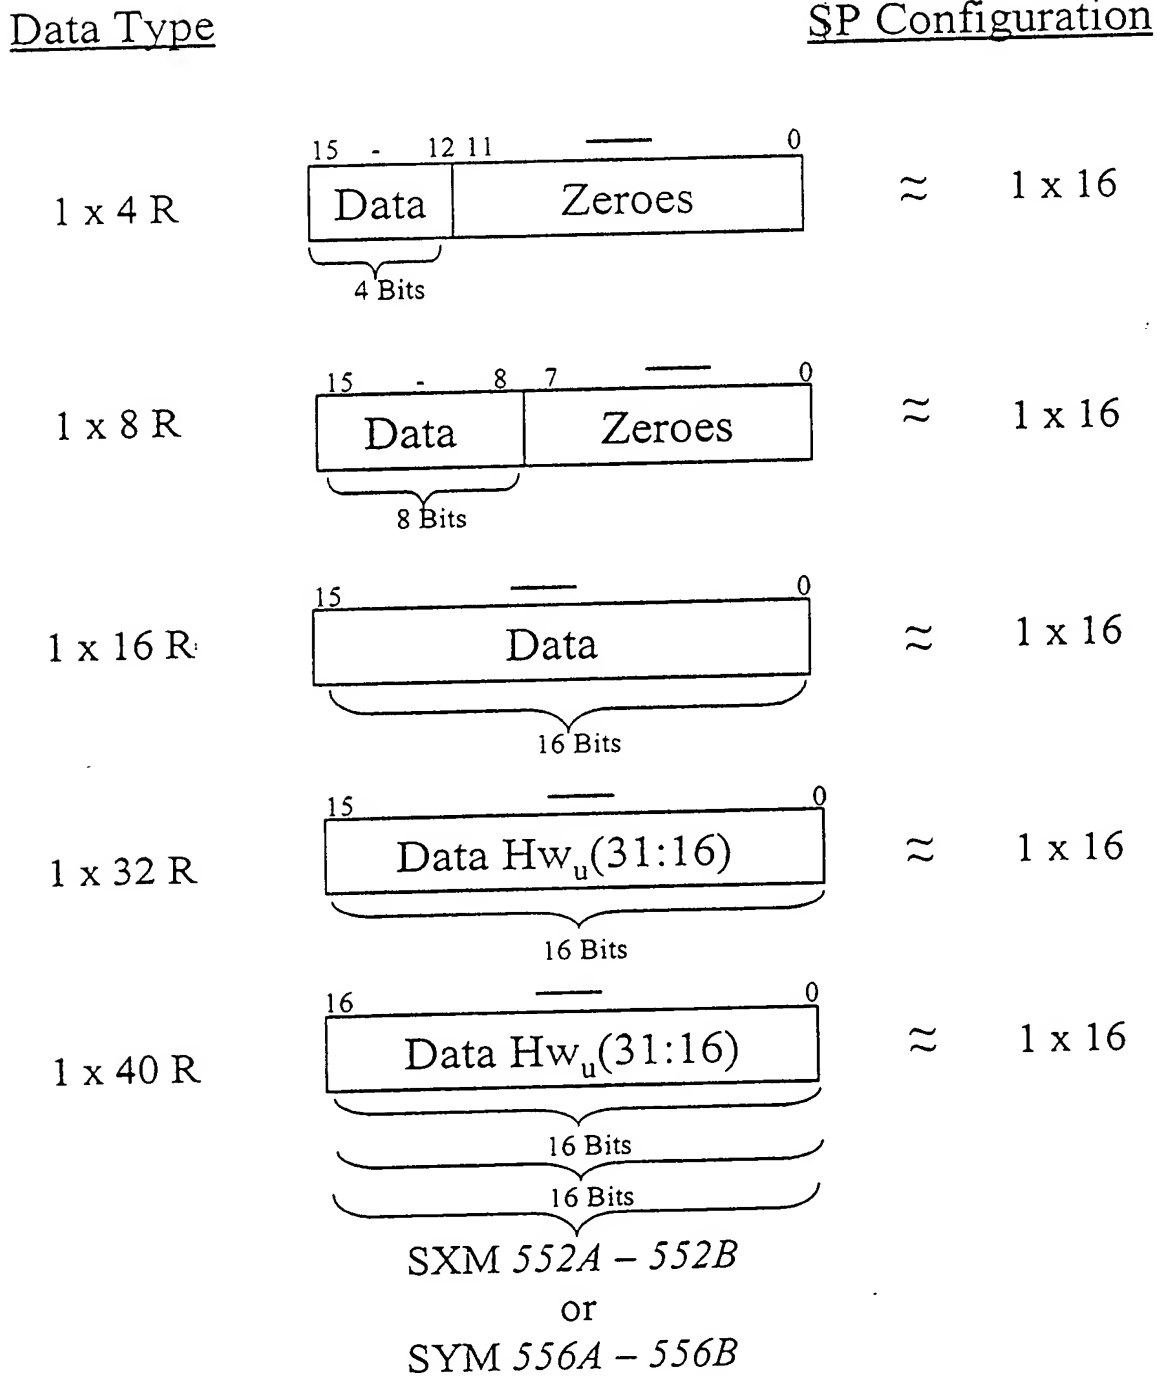 Data Type SP Configuration
15 - 12 11 — 0
1 x 4 R Data Zeroes ≈ 1 x 16
4 Bits
15 - 8 7 — 0
1 x 8 R Data Zeroes ≈ 1 x 16
8 Bits
15 — 0
1 x 16 R Data ≈ 1 x 16
16 Bits
15 — 0
1 x 32 R Data Hwᵤ(31:16) ≈ 1 x 16
16 Bits
16 — 0
1 x 40 R Data Hwᵤ(31:16) ≈ 1 x 16
16 Bits
16 Bits
SXM 552A – 552B
or
SYM 556A – 556B